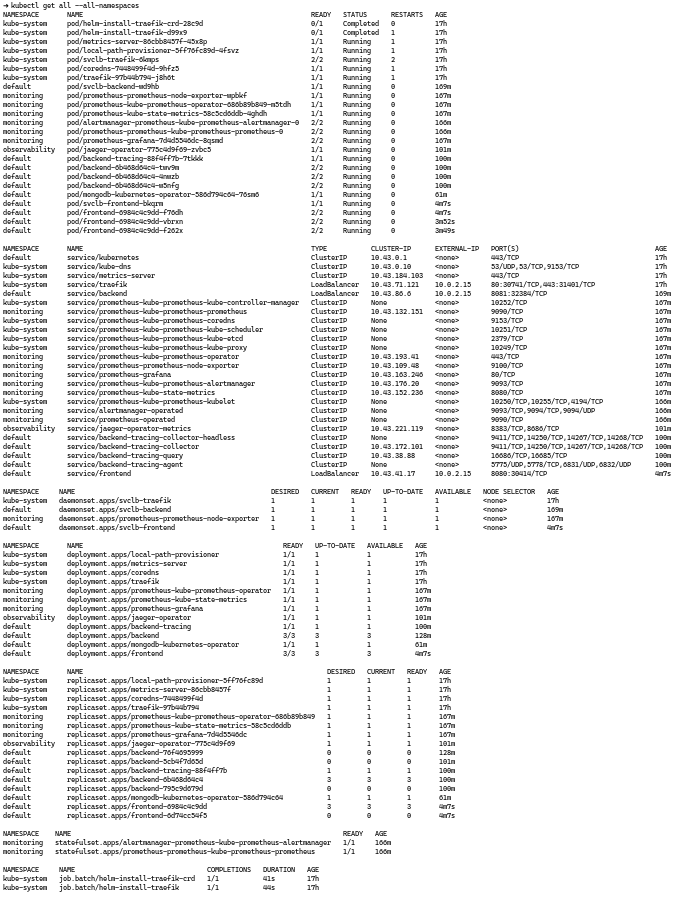 ➜ kubectl get all --all-namespaces
NAMESPACE NAME READY STATUS RESTARTS AGE
kube-system pod/helm-install-traefik-crd-28c9d 0/1 Completed 0 17h
kube-system pod/helm-install-traefik-d99x9 0/1 Completed 1 17h
kube-system pod/metrics-server-86cbb8457f-45x8p 1/1 Running 1 17h
kube-system pod/local-path-provisioner-5ff76fc89d-4fsvz 1/1 Running 1 17h
kube-system pod/svclb-traefik-6kmps 2/2 Running 2 17h
kube-system pod/coredns-7448499f4d-9hfz5 1/1 Running 1 17h
kube-system pod/traefik-97b44b794-j8h6t 1/1 Running 1 17h
default pod/svclb-backend-wd9hb 1/1 Running 0 169m
monitoring pod/prometheus-prometheus-node-exporter-wpbkf 1/1 Running 0 167m
monitoring pod/prometheus-kube-prometheus-operator-686b89b849-m5tdh 1/1 Running 0 167m
monitoring pod/prometheus-kube-state-metrics-58c5cd6ddb-4ghdh 1/1 Running 0 167m
monitoring pod/alertmanager-prometheus-kube-prometheus-alertmanager-0 2/2 Running 0 166m
monitoring pod/prometheus-prometheus-kube-prometheus-prometheus-0 2/2 Running 0 166m
monitoring pod/prometheus-grafana-7d4d5546dc-8qsmd 2/2 Running 0 167m
observability pod/jaeger-operator-775c4d9f69-zvbc5 1/1 Running 0 101m
default pod/backend-tracing-88f4ff7b-7tkkk 1/1 Running 0 100m
default pod/backend-6b468d64c4-tmv9m 2/2 Running 0 100m
default pod/backend-6b468d64c4-4nwzb 2/2 Running 0 100m
default pod/backend-6b468d64c4-m5nfg 2/2 Running 0 100m
default pod/mongodb-kubernetes-operator-586d794c64-76sm6 1/1 Running 0 61m
default pod/svclb-frontend-bkqrm 1/1 Running 0 4m7s
default pod/frontend-6984c4c9dd-f76dh 2/2 Running 0 4m7s
default pod/frontend-6984c4c9dd-vbrxn 2/2 Running 0 3m52s
default pod/frontend-6984c4c9dd-f262x 2/2 Running 0 3m49s
NAMESPACE NAME TYPE CLUSTER-IP EXTERNAL-IP PORT(S) AGE
default service/kubernetes ClusterIP 10.43.0.1 <none> 443/TCP 17h
kube-system service/kube-dns ClusterIP 10.43.0.10 <none> 53/UDP,53/TCP,9153/TCP 17h
kube-system service/metrics-server ClusterIP 10.43.184.103 <none> 443/TCP 17h
kube-system service/traefik LoadBalancer 10.43.71.121 10.0.2.15 80:30741/TCP,443:31401/TCP 17h
default service/backend LoadBalancer 10.43.86.6 10.0.2.15 8081:32384/TCP 169m
kube-system service/prometheus-kube-prometheus-kube-controller-manager ClusterIP None <none> 10252/TCP 167m
monitoring service/prometheus-kube-prometheus-prometheus ClusterIP 10.43.132.151 <none> 9090/TCP 167m
kube-system service/prometheus-kube-prometheus-coredns ClusterIP None <none> 9153/TCP 167m
kube-system service/prometheus-kube-prometheus-kube-scheduler ClusterIP None <none> 10251/TCP 167m
kube-system service/prometheus-kube-prometheus-kube-etcd ClusterIP None <none> 2379/TCP 167m
kube-system service/prometheus-kube-prometheus-kube-proxy ClusterIP None <none> 10249/TCP 167m
monitoring service/prometheus-kube-prometheus-operator ClusterIP 10.43.193.41 <none> 443/TCP 167m
monitoring service/prometheus-prometheus-node-exporter ClusterIP 10.43.109.48 <none> 9100/TCP 167m
monitoring service/prometheus-grafana ClusterIP 10.43.163.246 <none> 80/TCP 167m
monitoring service/prometheus-kube-prometheus-alertmanager ClusterIP 10.43.176.20 <none> 9093/TCP 167m
monitoring service/prometheus-kube-state-metrics ClusterIP 10.43.152.236 <none> 8080/TCP 167m
kube-system service/prometheus-kube-prometheus-kubelet ClusterIP None <none> 10250/TCP,10255/TCP,4194/TCP 166m
monitoring service/alertmanager-operated ClusterIP None <none> 9093/TCP,9094/TCP,9094/UDP 166m
monitoring service/prometheus-operated ClusterIP None <none> 9090/TCP 166m
observability service/jaeger-operator-metrics ClusterIP 10.43.221.119 <none> 8383/TCP,8686/TCP 101m
default service/backend-tracing-collector-headless ClusterIP None <none> 9411/TCP,14250/TCP,14267/TCP,14268/TCP 100m
default service/backend-tracing-collector ClusterIP 10.43.172.101 <none> 9411/TCP,14250/TCP,14267/TCP,14268/TCP 100m
default service/backend-tracing-query ClusterIP 10.43.38.88 <none> 16686/TCP,16685/TCP 100m
default service/backend-tracing-agent ClusterIP None <none> 5775/UDP,5778/TCP,6831/UDP,6832/UDP 100m
default service/frontend LoadBalancer 10.43.41.17 10.0.2.15 8080:30414/TCP 4m7s
NAMESPACE NAME DESIRED CURRENT READY UP-TO-DATE AVAILABLE NODE SELECTOR AGE
kube-system daemonset.apps/svclb-traefik 1 1 1 1 1 <none> 17h
default daemonset.apps/svclb-backend 1 1 1 1 1 <none> 169m
monitoring daemonset.apps/prometheus-prometheus-node-exporter 1 1 1 1 1 <none> 167m
default daemonset.apps/svclb-frontend 1 1 1 1 1 <none> 4m7s
NAMESPACE NAME READY UP-TO-DATE AVAILABLE AGE
kube-system deployment.apps/local-path-provisioner 1/1 1 1 17h
kube-system deployment.apps/metrics-server 1/1 1 1 17h
kube-system deployment.apps/coredns 1/1 1 1 17h
kube-system deployment.apps/traefik 1/1 1 1 17h
monitoring deployment.apps/prometheus-kube-prometheus-operator 1/1 1 1 167m
monitoring deployment.apps/prometheus-kube-state-metrics 1/1 1 1 167m
monitoring deployment.apps/prometheus-grafana 1/1 1 1 167m
observability deployment.apps/jaeger-operator 1/1 1 1 101m
default deployment.apps/backend-tracing 1/1 1 1 100m
default deployment.apps/backend 3/3 3 3 128m
default deployment.apps/mongodb-kubernetes-operator 1/1 1 1 61m
default deployment.apps/frontend 3/3 3 3 4m7s
NAMESPACE NAME DESIRED CURRENT READY AGE
kube-system replicaset.apps/local-path-provisioner-5ff76fc89d 1 1 1 17h
kube-system replicaset.apps/metrics-server-86cbb8457f 1 1 1 17h
kube-system replicaset.apps/coredns-7448499f4d 1 1 1 17h
kube-system replicaset.apps/traefik-97b44b794 1 1 1 17h
monitoring replicaset.apps/prometheus-kube-prometheus-operator-686b89b849 1 1 1 167m
monitoring replicaset.apps/prometheus-kube-state-metrics-58c5cd6ddb 1 1 1 167m
monitoring replicaset.apps/prometheus-grafana-7d4d5546dc 1 1 1 167m
observability replicaset.apps/jaeger-operator-775c4d9f69 1 1 1 101m
default replicaset.apps/backend-76f4695999 0 0 0 128m
default replicaset.apps/backend-5cb4f7d65d 0 0 0 101m
default replicaset.apps/backend-tracing-88f4ff7b 1 1 1 100m
default replicaset.apps/backend-6b468d64c4 3 3 3 100m
default replicaset.apps/backend-795c9d679d 0 0 0 100m
default replicaset.apps/mongodb-kubernetes-operator-586d794c64 1 1 1 61m
default replicaset.apps/frontend-6984c4c9dd 3 3 3 4m7s
default replicaset.apps/frontend-6d74cc54f5 0 0 0 4m7s
NAMESPACE NAME READY AGE
monitoring statefulset.apps/alertmanager-prometheus-kube-prometheus-alertmanager 1/1 166m
monitoring statefulset.apps/prometheus-prometheus-kube-prometheus-prometheus 1/1 166m
NAMESPACE NAME COMPLETIONS DURATION AGE
kube-system job.batch/helm-install-traefik-crd 1/1 41s 17h
kube-system job.batch/helm-install-traefik 1/1 44s 17h